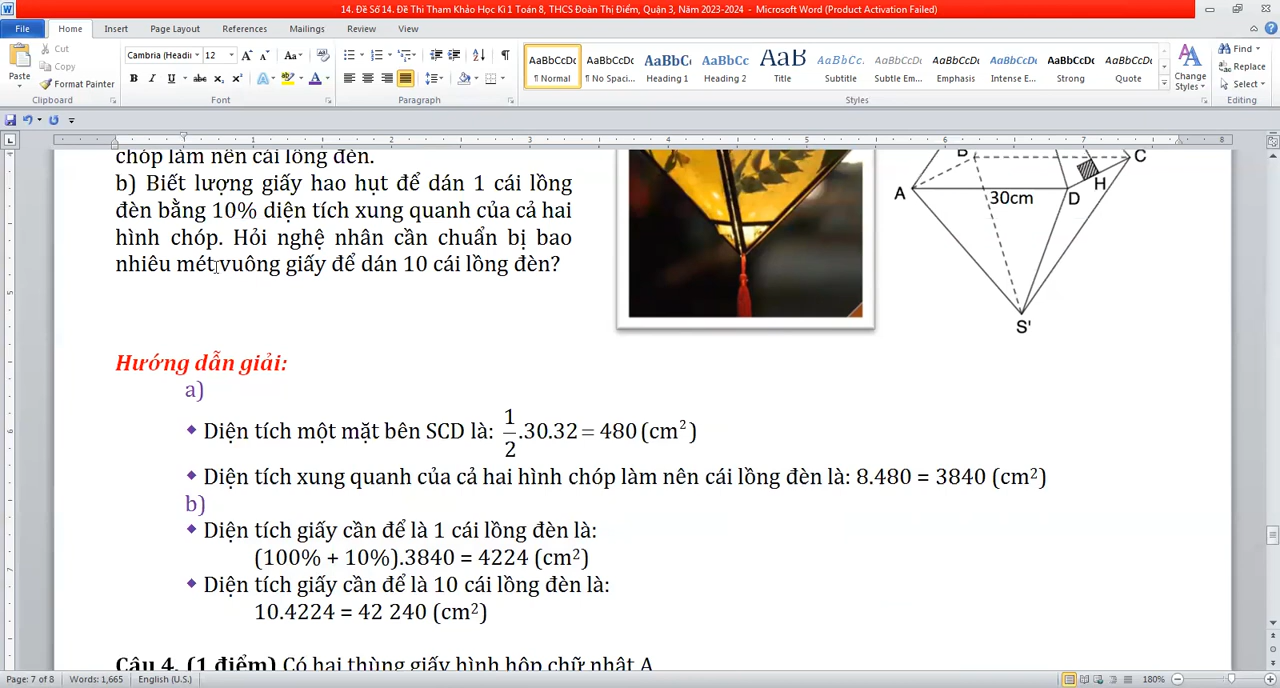 14. Đề Số 14. Đề Thi Tham Khảo Học Kì 1 Toán 8, THCS Đoàn Thị Điểm, Quận 3, Năm 2023-2024 - Microsoft Word (Product Activation Failed)
File Home Insert Page Layout References Mailings Review View
Paste Cut Copy Format Painter
Cambria (Headi 12
AaBbCcDc AaBbCcDc AaBbC AaBbCc AaB AaBbCc. AaBbCcDc AaBbCcDc AaBbCcDc AaBbCcDc AaBbCcDc
¶ Normal ¶ No Spaci... Heading 1 Heading 2 Title Subtitle Subtle Em... Emphasis Intense E... Strong Quote
Change Styles
Find Replace Select
Clipboard Font Paragraph Styles Editing
1 2 3 4 5 6 7 8
chóp làm nên cái lồng đèn.
b) Biết lượng giấy hao hụt để dán 1 cái lồng
đèn bằng 10% diện tích xung quanh của cả hai
hình chóp. Hỏi nghệ nhân cần chuẩn bị bao
nhiêu mét vuông giấy để dán 10 cái lồng đèn?
B C
A 30cm D H
S'
Hướng dẫn giải:
a)
Diện tích một mặt bên SCD là: 1/2 .30.32 = 480 (cm²)
Diện tích xung quanh của cả hai hình chóp làm nên cái lồng đèn là: 8.480 = 3840 (cm²)
b)
Diện tích giấy cần để là 1 cái lồng đèn là:
(100% + 10%).3840 = 4224 (cm²)
Diện tích giấy cần để là 10 cái lồng đèn là:
10.4224 = 42 240 (cm²)
Câu 4. (1 điểm) Có hai thùng giấy hình hộp chữ nhật A
Page: 7 of 8 Words: 1,665 English (U.S.) 180%